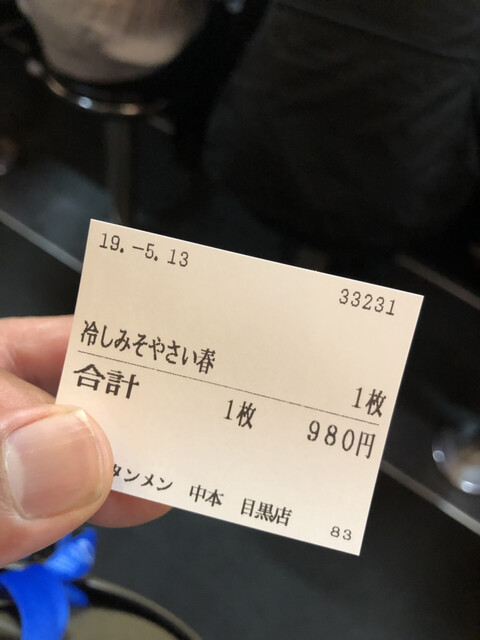 19.-5.13
33231
冷しみそやさい春 1枚
合計 1枚 980円
タンメン 中本 目黒店
83